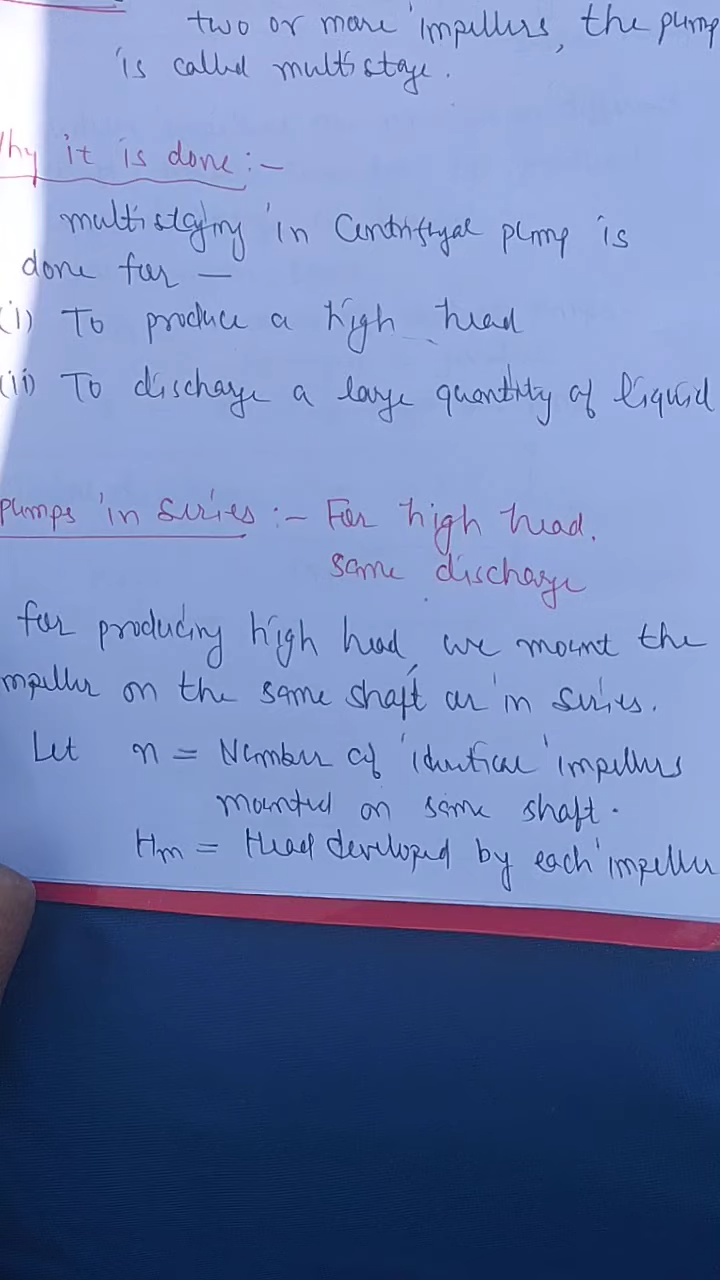 two or more impellers, the pump
is called multistage.
Why it is done :-
multistaging in Centrifugal pump is
done for —
(i) To produce a high head
(ii) To discharge a large quantity of liquid
Pumps in series :- For high head.
same discharge
for producing high head, we mount the
impeller on the same shaft or in series.
Let n = Number of identical impellers
mounted on same shaft.
Hm = Head developed by each impeller